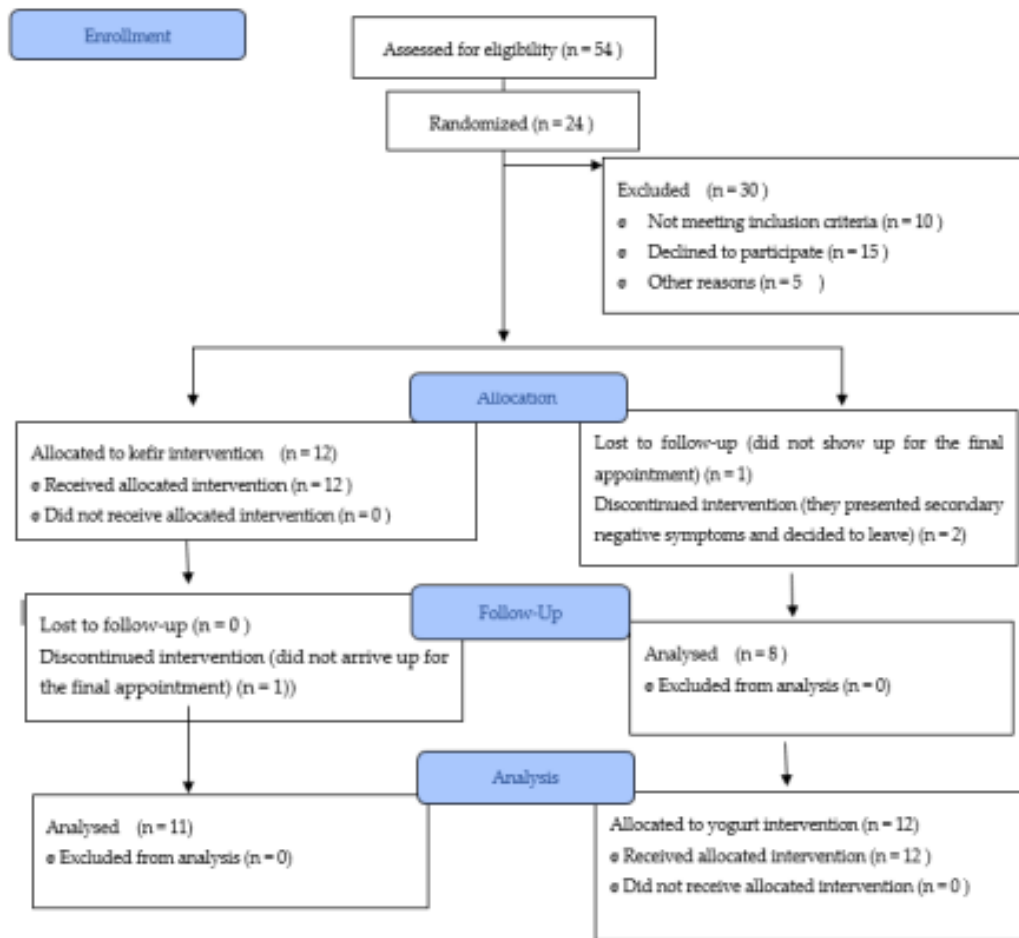 Enrollment
Assessed for eligibility (n = 54 )
Randomized (n = 24 )
Excluded (n = 30 )
Not meeting inclusion criteria (n = 10 )
Declined to participate (n = 15 )
Other reasons (n = 5 )
Allocation
Allocated to kefir intervention (n = 12)
Received allocated intervention (n = 12 )
Did not receive allocated intervention (n = 0 )
Lost to follow-up (did not show up for the final
appointment) (n = 1)
Discontinued intervention (they presented secondary
negative symptoms and decided to leave) (n = 2)
Follow-Up
Lost to follow-up (n = 0 )
Discontinued intervention (did not arrive up for
the final appointment) (n = 1))
Analysed (n = 8 )
Excluded from analysis (n = 0)
Analysis
Analysed (n = 11)
Excluded from analysis (n = 0)
Allocated to yogurt intervention (n = 12)
Received allocated intervention (n = 12 )
Did not receive allocated intervention (n = 0 )